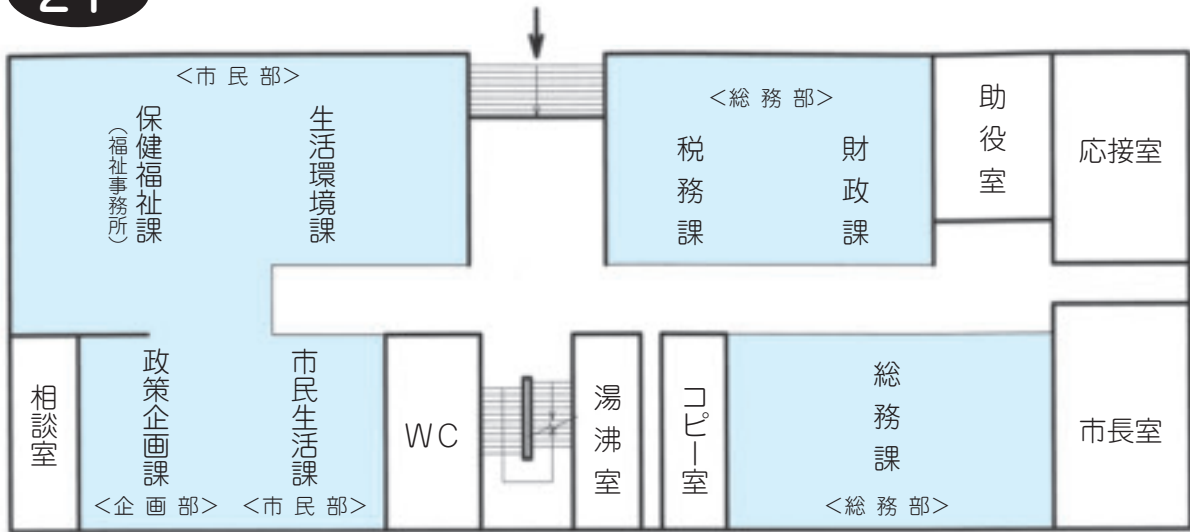 <市民部>
保健福祉課
(福祉事務所)
生活環境課
<総務部>
税務課
財政課
助役室
応接室
相談室
政策企画課
<企画部>
市民生活課
<市民部>
WC
湯沸室
コピー室
総務課
<総務部>
市長室